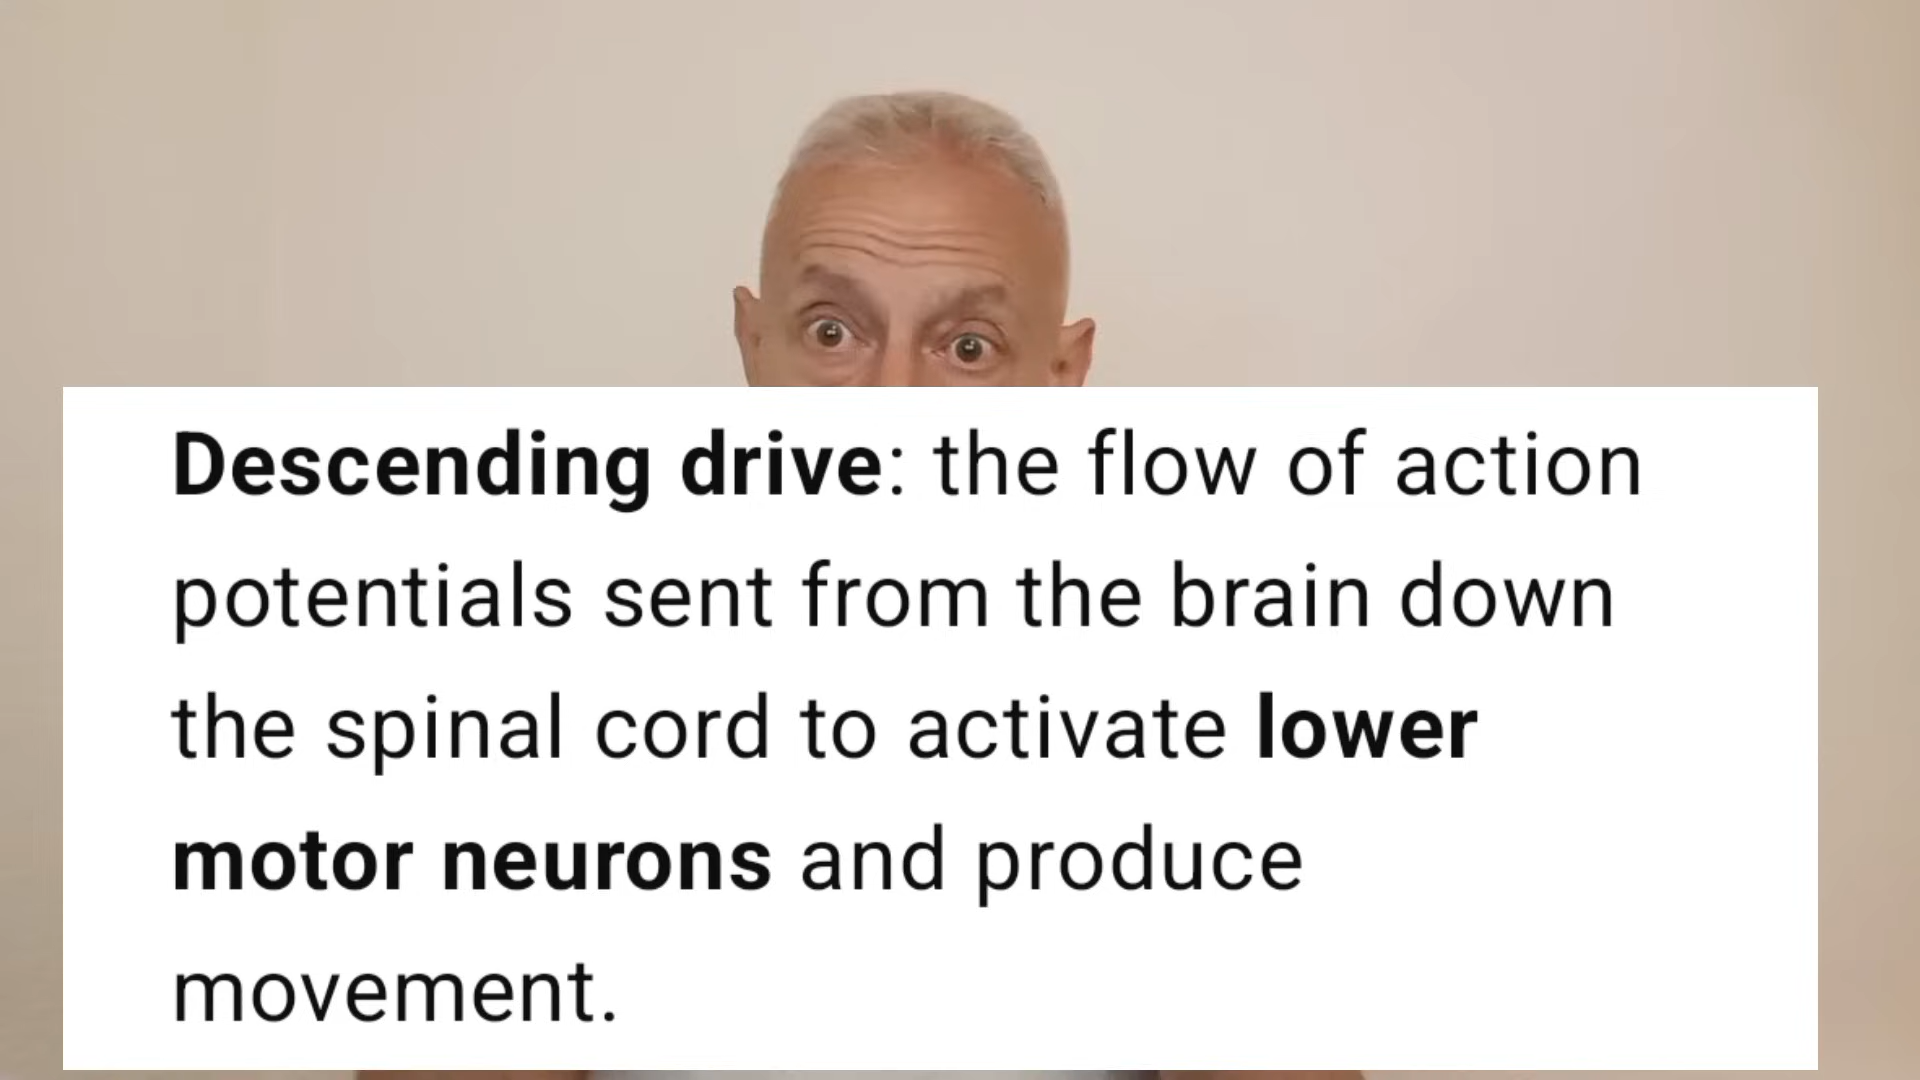 Descending drive: the flow of action
potentials sent from the brain down
the spinal cord to activate lower
motor neurons and produce
movement.